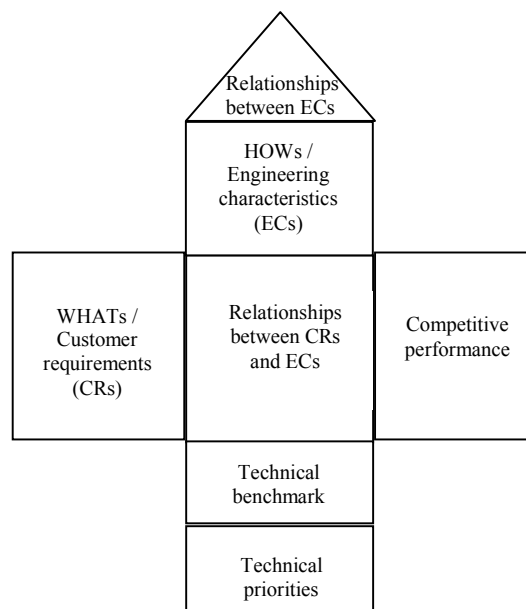 Relationships
between ECs
HOWs /
Engineering
characteristics
(ECs)
WHATs /
Customer
requirements
(CRs)
Relationships
between CRs
and ECs
Competitive
performance
Technical
benchmark
Technical
priorities